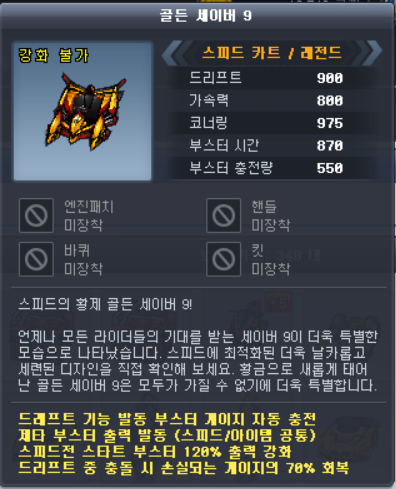 골든 세이버 9
강화 불가
스피드 카트 / 레전드
드리프트 900
가속력 800
코너링 975
부스터 시간 870
부스터 충전량 550
엔진패치
미장착
핸들
미장착
바퀴
미장착
킷
미장착
스피드의 황제 골든 세이버 9!
언제나 모든 라이더들의 기대를 받는 세이버 9이 더욱 특별한
모습으로 나타났습니다. 스피드에 최적화된 더욱 날카롭고
세련된 디자인을 직접 확인해 보세요. 황금으로 새롭게 태어
난 골든 세이버 9은 모두가 가질 수 없기에 더욱 특별합니다.
드래프트 기능 발동 부스터 게이지 자동 충전
제타 부스터 출력 발동 (스피드/아이템 공통)
스피드전 스타트 부스터 120% 출력 강화
드리프트 중 충돌 시 손실되는 게이지의 70% 회복